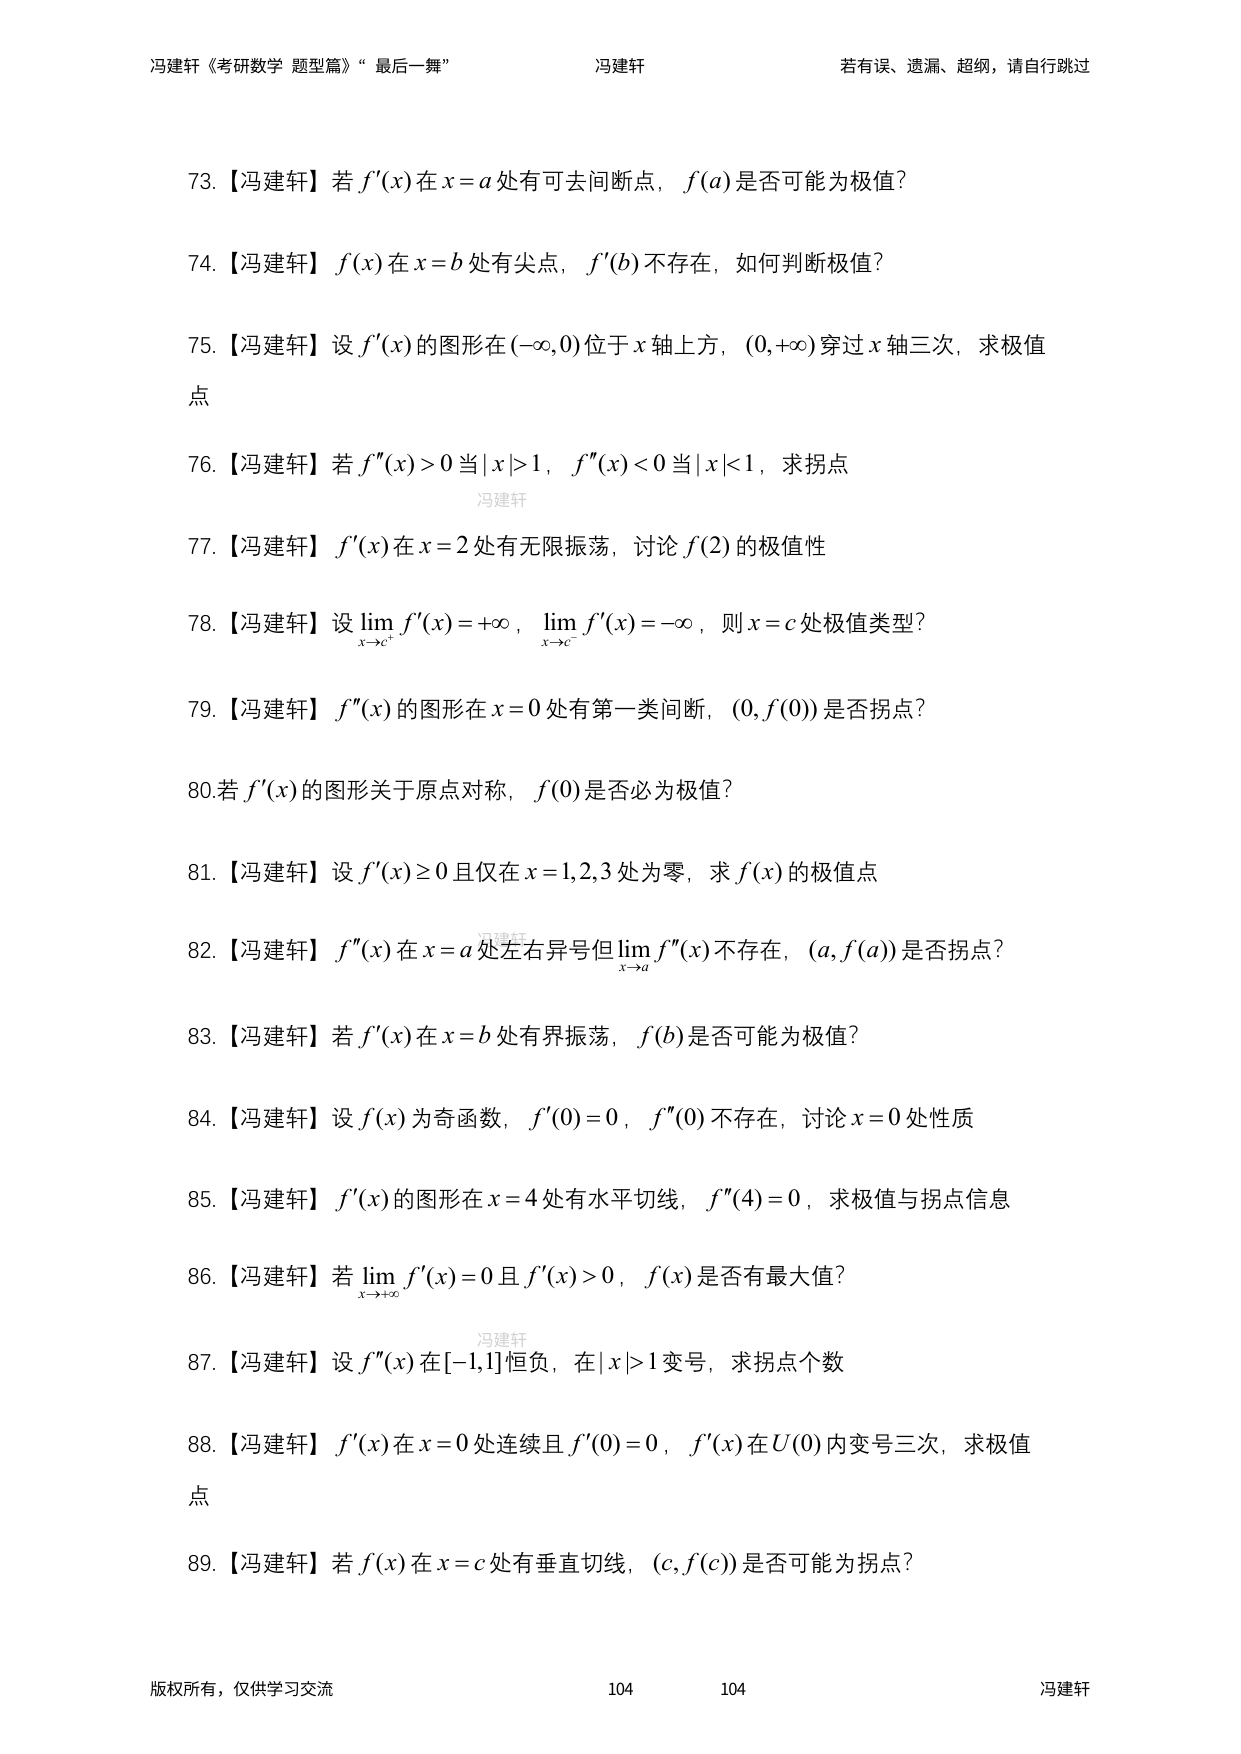 冯建轩《考研数学 题型篇》“ 最后一舞” 冯建轩 若有误、遗漏、超纲，请自行跳过
73.【冯建轩】若 f′(x) 在 x = a 处有可去间断点， f(a) 是否可能为极值？
74.【冯建轩】 f(x) 在 x = b 处有尖点， f′(b) 不存在，如何判断极值？
75.【冯建轩】设 f′(x) 的图形在 (−∞,0) 位于 x 轴上方， (0,+∞) 穿过 x 轴三次，求极值
点
76.【冯建轩】若 f″(x) > 0 当 | x |> 1， f″(x) < 0 当 | x |< 1，求拐点
冯建轩
77.【冯建轩】 f′(x) 在 x = 2 处有无限振荡，讨论 f(2) 的极值性
78.【冯建轩】设 lim x→c⁺ f′(x) = +∞， lim x→c⁻ f′(x) = −∞，则 x = c 处极值类型？
79.【冯建轩】 f″(x) 的图形在 x = 0 处有第一类间断， (0, f(0)) 是否拐点？
80.若 f′(x) 的图形关于原点对称， f(0) 是否必为极值？
81.【冯建轩】设 f′(x) ≥ 0 且仅在 x = 1,2,3 处为零，求 f(x) 的极值点
冯建轩
82.【冯建轩】 f″(x) 在 x = a 处左右异号但 lim x→a f″(x) 不存在， (a, f(a)) 是否拐点？
83.【冯建轩】若 f′(x) 在 x = b 处有界振荡， f(b) 是否可能为极值？
84.【冯建轩】设 f(x) 为奇函数， f′(0) = 0， f″(0) 不存在，讨论 x = 0 处性质
85.【冯建轩】 f′(x) 的图形在 x = 4 处有水平切线， f″(4) = 0，求极值与拐点信息
86.【冯建轩】若 lim x→+∞ f′(x) = 0 且 f′(x) > 0， f(x) 是否有最大值？
冯建轩
87.【冯建轩】设 f″(x) 在 [−1,1] 恒负，在 | x |> 1 变号，求拐点个数
88.【冯建轩】 f′(x) 在 x = 0 处连续且 f′(0) = 0， f′(x) 在 U(0) 内变号三次，求极值
点
89.【冯建轩】若 f(x) 在 x = c 处有垂直切线， (c, f(c)) 是否可能为拐点？
版权所有，仅供学习交流 104 104 冯建轩